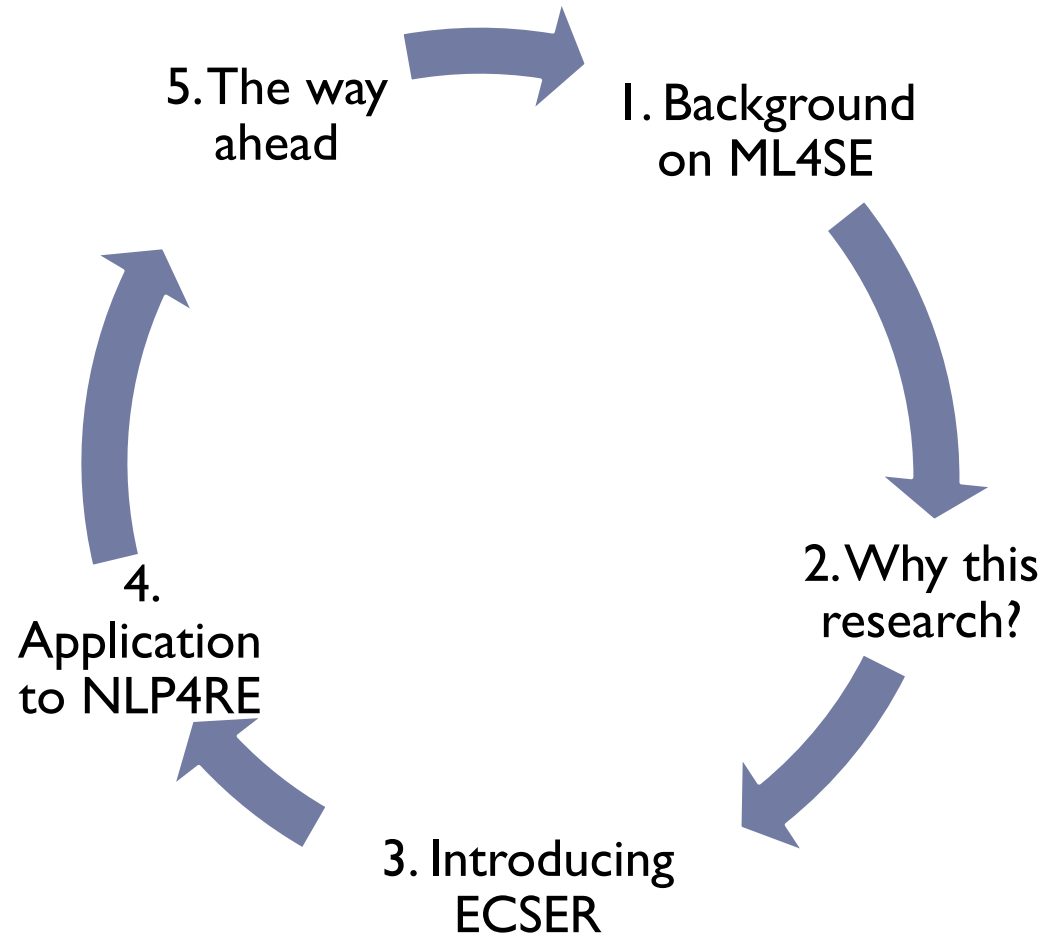 1. Background
on ML4SE
2. Why this
research?
3. Introducing
ECSER
4.
Application
to NLP4RE
5. The way
ahead